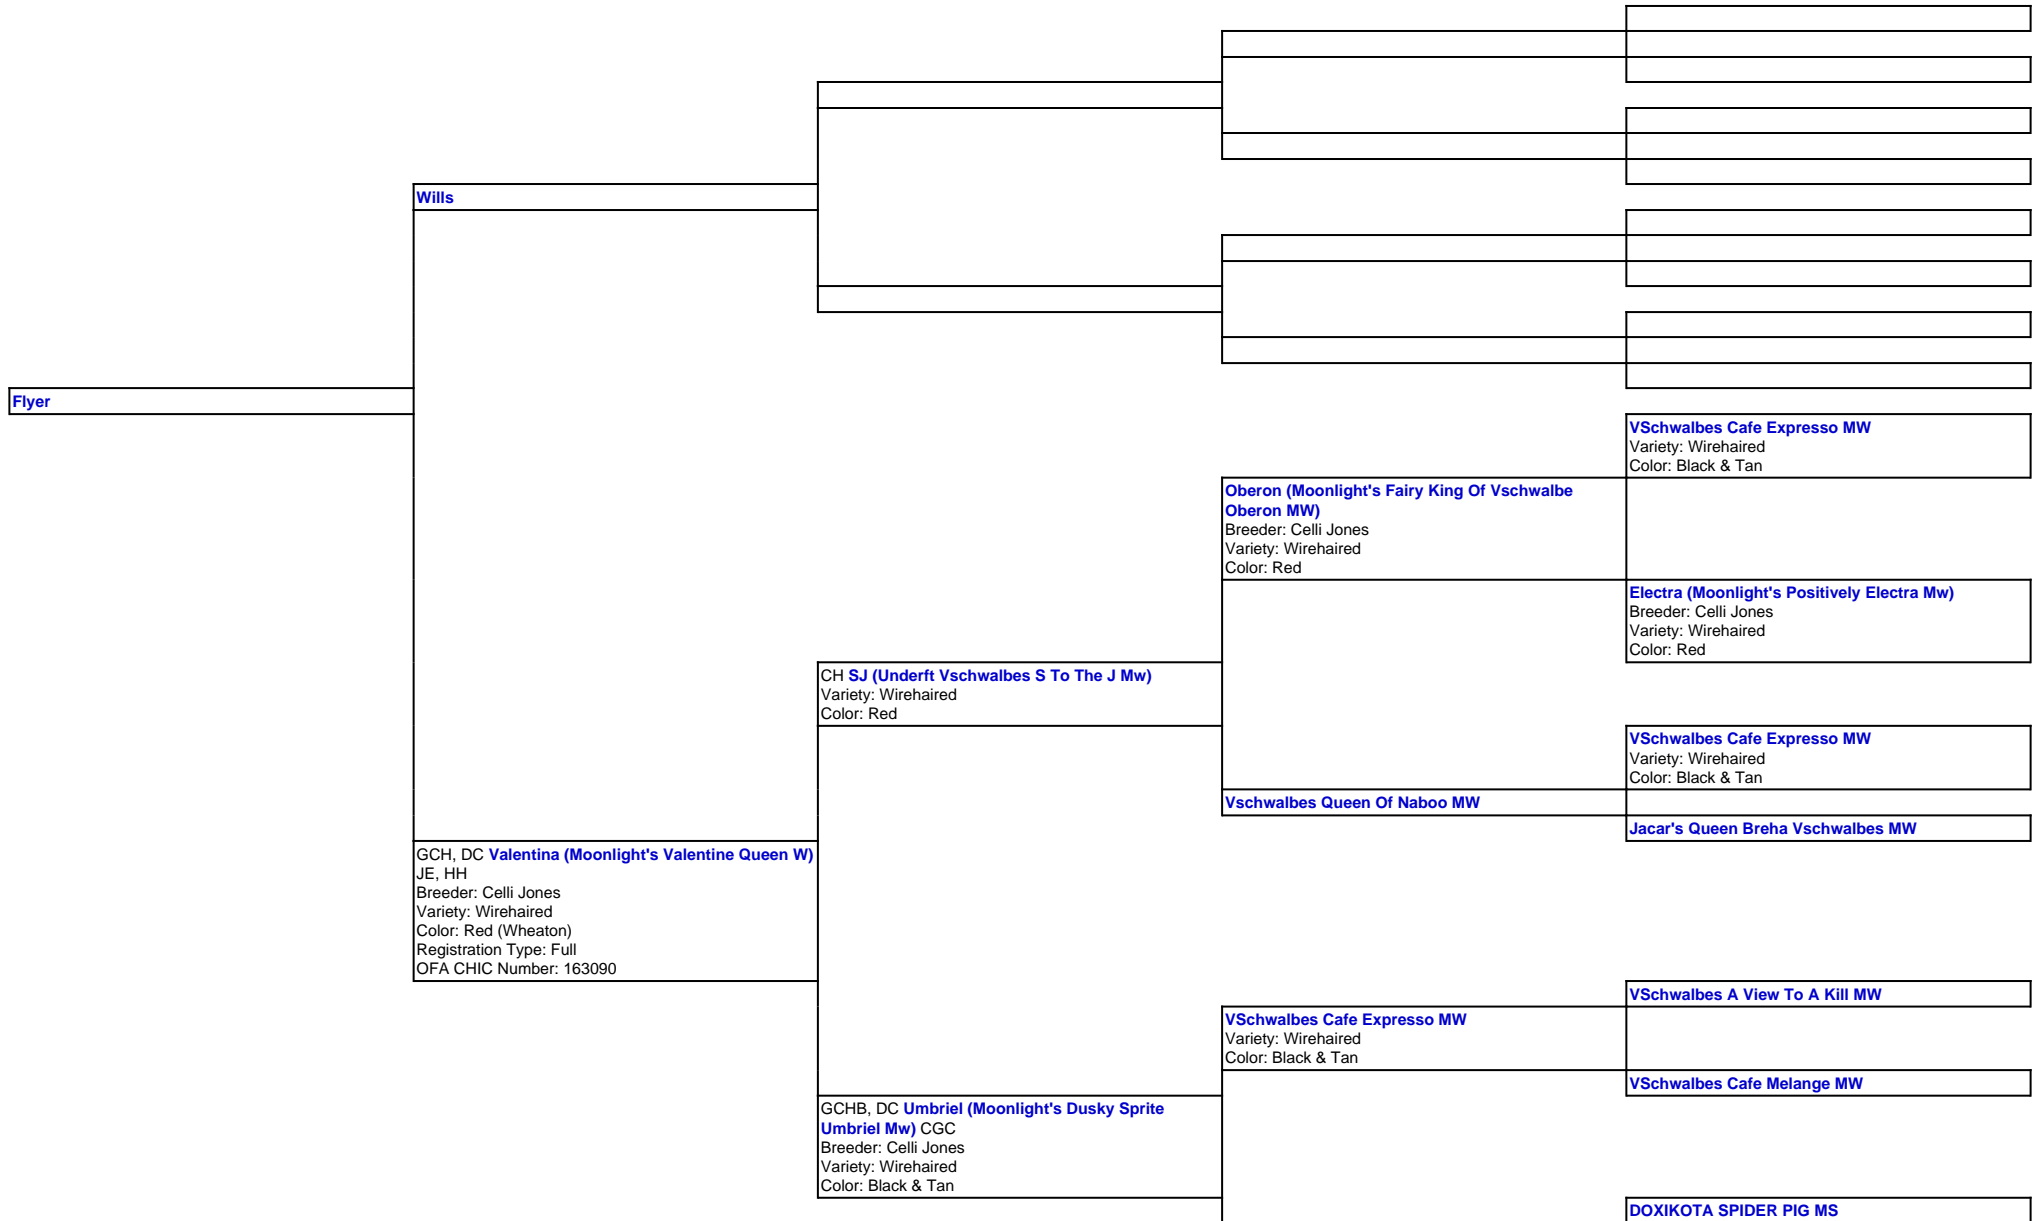 Wills
Flyer
VSchwalbes Cafe Expresso MW
Variety: Wirehaired
Color: Black & Tan
Oberon (Moonlight's Fairy King Of Vschwalbe
Oberon MW)
Breeder: Celli Jones
Variety: Wirehaired
Color: Red
Electra (Moonlight's Positively Electra Mw)
Breeder: Celli Jones
Variety: Wirehaired
Color: Red
CH SJ (Underft Vschwalbes S To The J Mw)
Variety: Wirehaired
Color: Red
VSchwalbes Cafe Expresso MW
Variety: Wirehaired
Color: Black & Tan
Vschwalbes Queen Of Naboo MW
Jacar's Queen Breha Vschwalbes MW
GCH, DC Valentina (Moonlight's Valentine Queen W)
JE, HH
Breeder: Celli Jones
Variety: Wirehaired
Color: Red (Wheaton)
Registration Type: Full
OFA CHIC Number: 163090
VSchwalbes A View To A Kill MW
VSchwalbes Cafe Expresso MW
Variety: Wirehaired
Color: Black & Tan
VSchwalbes Cafe Melange MW
GCHB, DC Umbriel (Moonlight's Dusky Sprite
Umbriel Mw) CGC
Breeder: Celli Jones
Variety: Wirehaired
Color: Black & Tan
DOXIKOTA SPIDER PIG MS